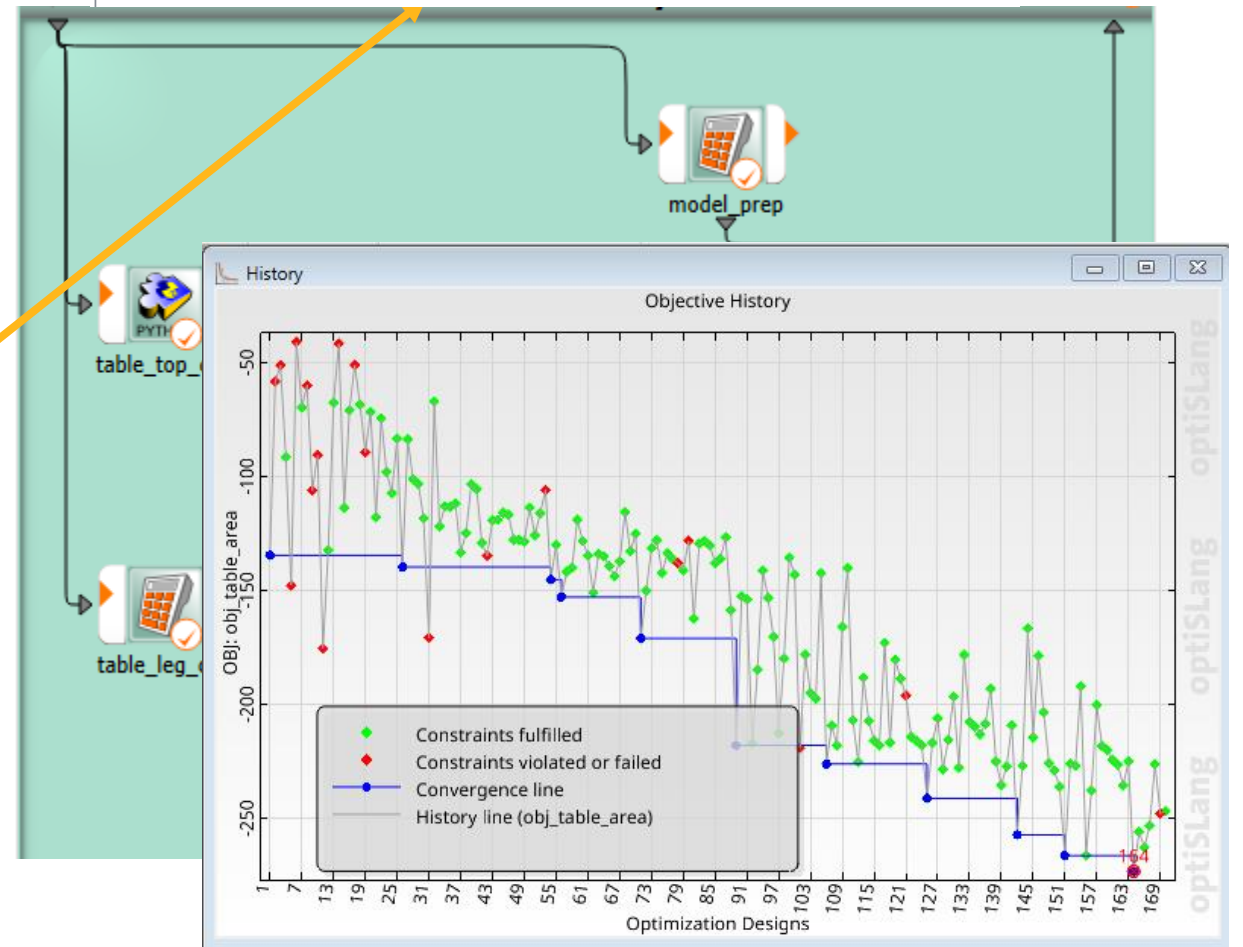 model_prep
PYTH
table_top_
table_leg_
History
Objective History
OBJ: obj_table_area
-50
-100
-150
-200
-250
Constraints fulfilled
Constraints violated or failed
Convergence line
History line (obj_table_area)
164
1 7 13 19 25 31 37 43 49 55 61 67 73 79 85 91 97 103 109 115 121 127 133 139 145 151 157 163 169
Optimization Designs
optiSLang
optiSLang
optiSLang